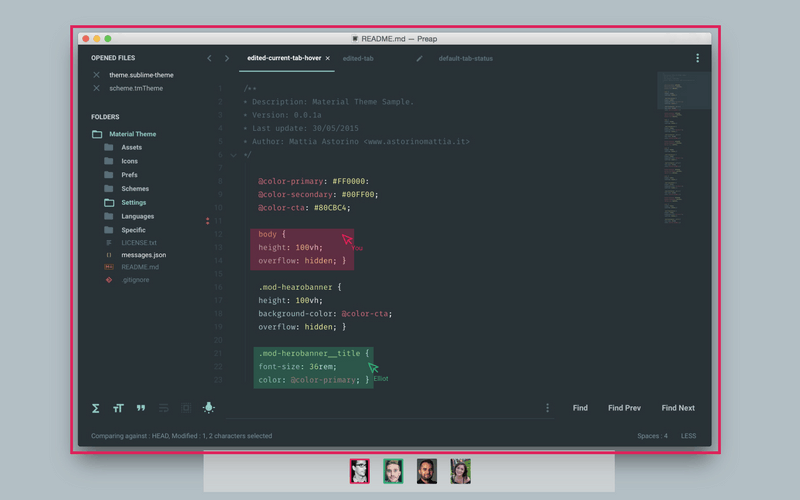 README.md — Preap
OPENED FILES
theme.sublime-theme
scheme.tmTheme
FOLDERS
Material Theme
Assets
Icons
Prefs
Schemes
Settings
Languages
Specific
LICENSE.txt
messages.json
README.md
.gitignore
edited-current-tab-hover
edited-tab
default-tab-status
1 /**
2 * Description: Material Theme Sample.
3 * Version: 0.0.1a
4 * Last update: 30/05/2015
5 * Author: Mattia Astorino <www.astorinomattia.it>
6 */
7
8 @color-primary: #FF0000:
9 @color-secondary: #00FF00;
10 @color-cta: #80CBC4;
11
12 body {
13 height: 100vh; You
14 overflow: hidden; }
15
16 .mod-hearobanner {
17 height: 100vh;
18 background-color: @color-cta;
19 overflow: hidden; }
20
21 .mod-herobanner__title {
22 font-size: 36rem;
23 color: @color-primary; } Elliot
Find Find Prev Find Next
Comparing against : HEAD, Modified : 1, 2 characters selected
Spaces : 4 LESS